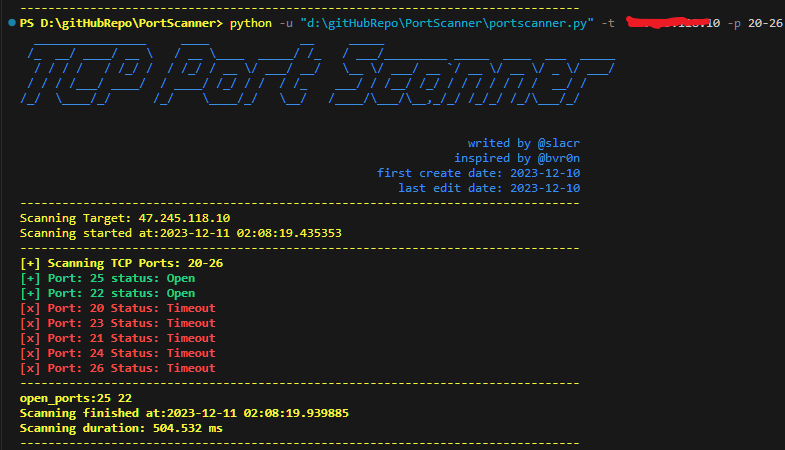 PS D:\gitHubRepo\PortScanner> python -u "d:\gitHubRepo\PortScanner\portscanner.py" -t .10 -p 20-26
TCP Port Scanner
writed by @slacr
inspired by @bvr0n
first create date: 2023-12-10
last edit date: 2023-12-10
Scanning Target: 47.245.118.10
Scanning started at:2023-12-11 02:08:19.435353
[+] Scanning TCP Ports: 20-26
[+] Port: 25 status: Open
[+] Port: 22 status: Open
[x] Port: 20 Status: Timeout
[x] Port: 23 Status: Timeout
[x] Port: 21 Status: Timeout
[x] Port: 24 Status: Timeout
[x] Port: 26 Status: Timeout
open_ports:25 22
Scanning finished at:2023-12-11 02:08:19.939885
Scanning duration: 504.532 ms